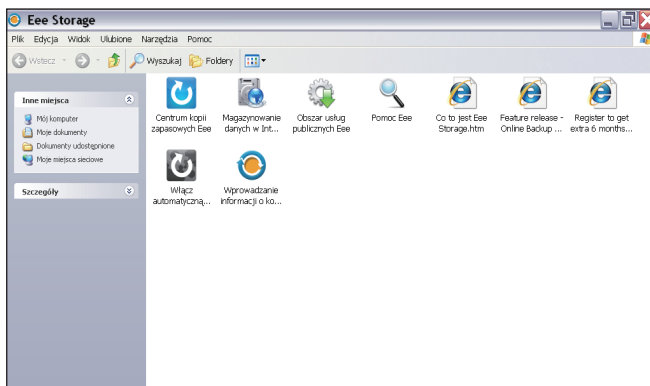 Eee Storage
Plik Edycja Widok Ulubione Narzędzia Pomoc
Wstecz Wyszukaj Foldery
Inne miejsca
Mój komputer
Moje dokumenty
Dokumenty udostępnione
Moje miejsca sieciowe
Szczegóły
Centrum kopii
zapasowych Eee
Magazynowanie
danych w Int...
Obszar usług
publicznych Eee
Pomoc Eee
Co to jest Eee
Storage.htm
Feature release -
Online Backup ...
Register to get
extra 6 months...
Włącz
automatyczną...
Wprowadzanie
informacji o ko...